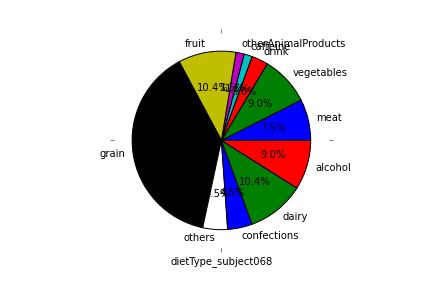 otherAnimalProducts
fruit
caffeine
drink
vegetables
10.4%
9.0%
meat
7.5%
grain
9.0%
alcohol
10.4%
dairy
others
confections
dietType_subject068